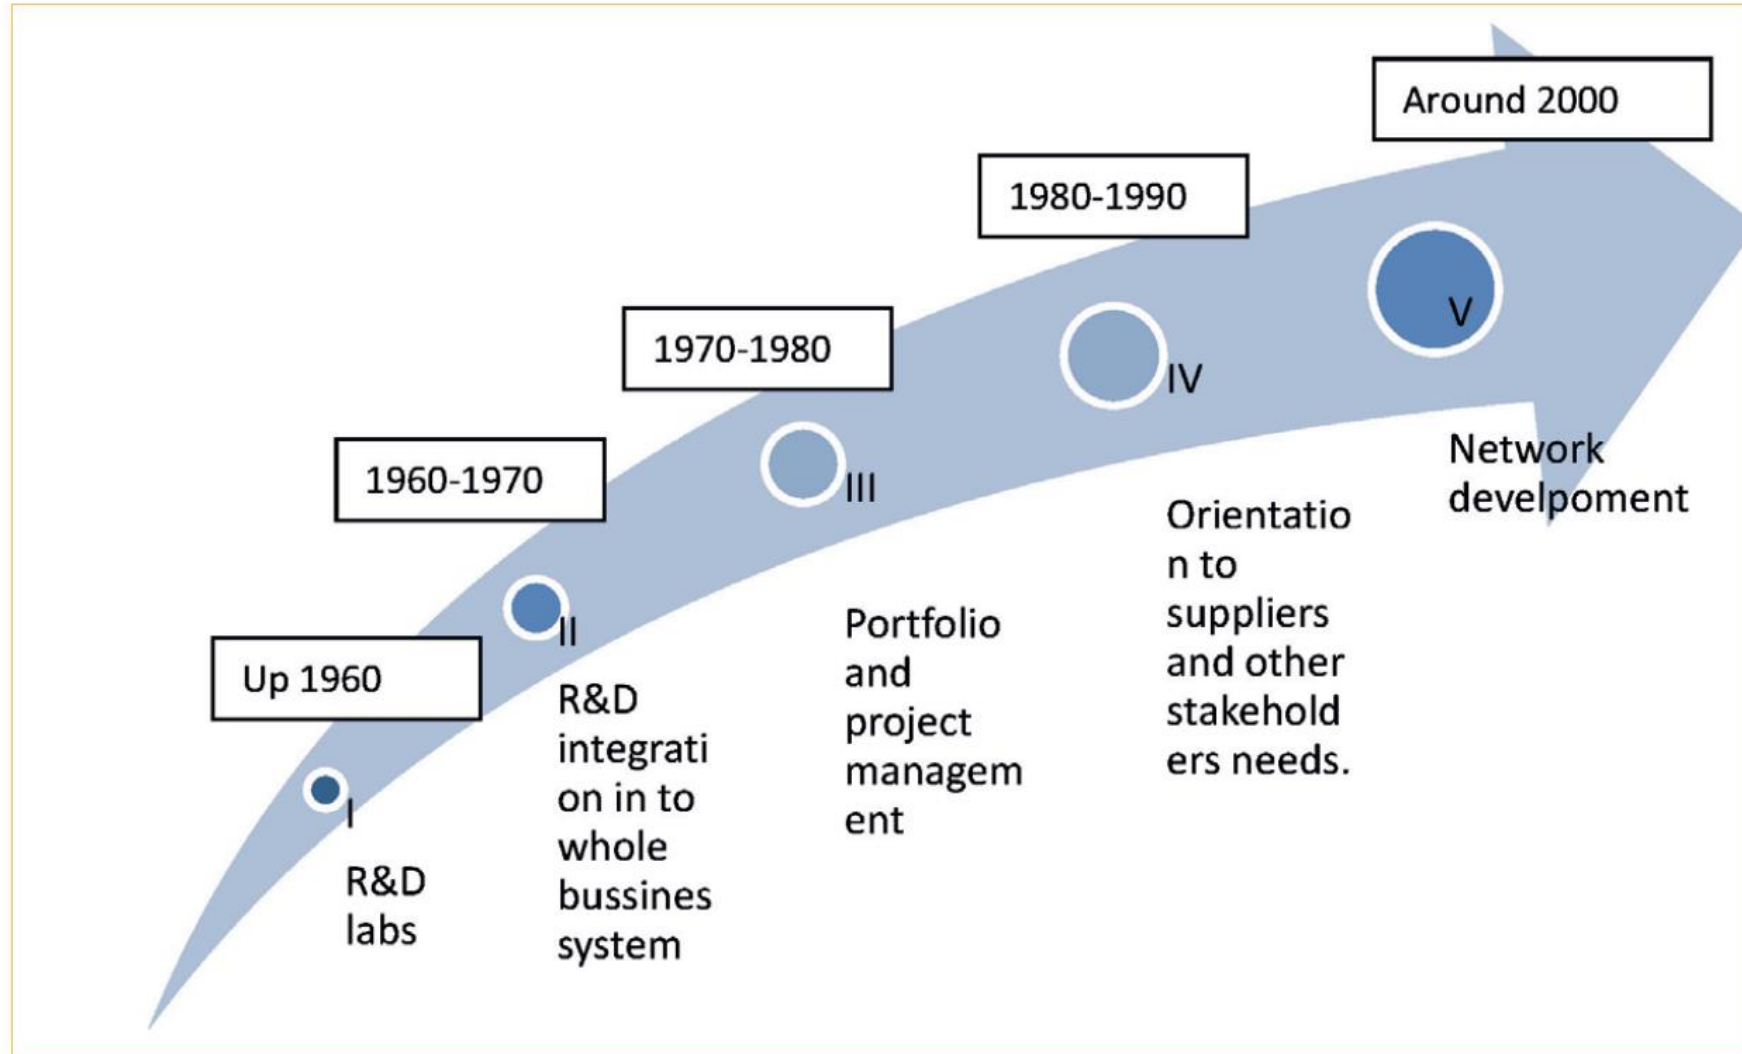 Up 1960
I
R&D
labs
1960-1970
II
R&D
integrati
on in to
whole
bussines
system
1970-1980
III
Portfolio
and
project
managem
ent
1980-1990
IV
Orientatio
n to
suppliers
and other
stakehold
ers needs.
Around 2000
V
Network
develpoment